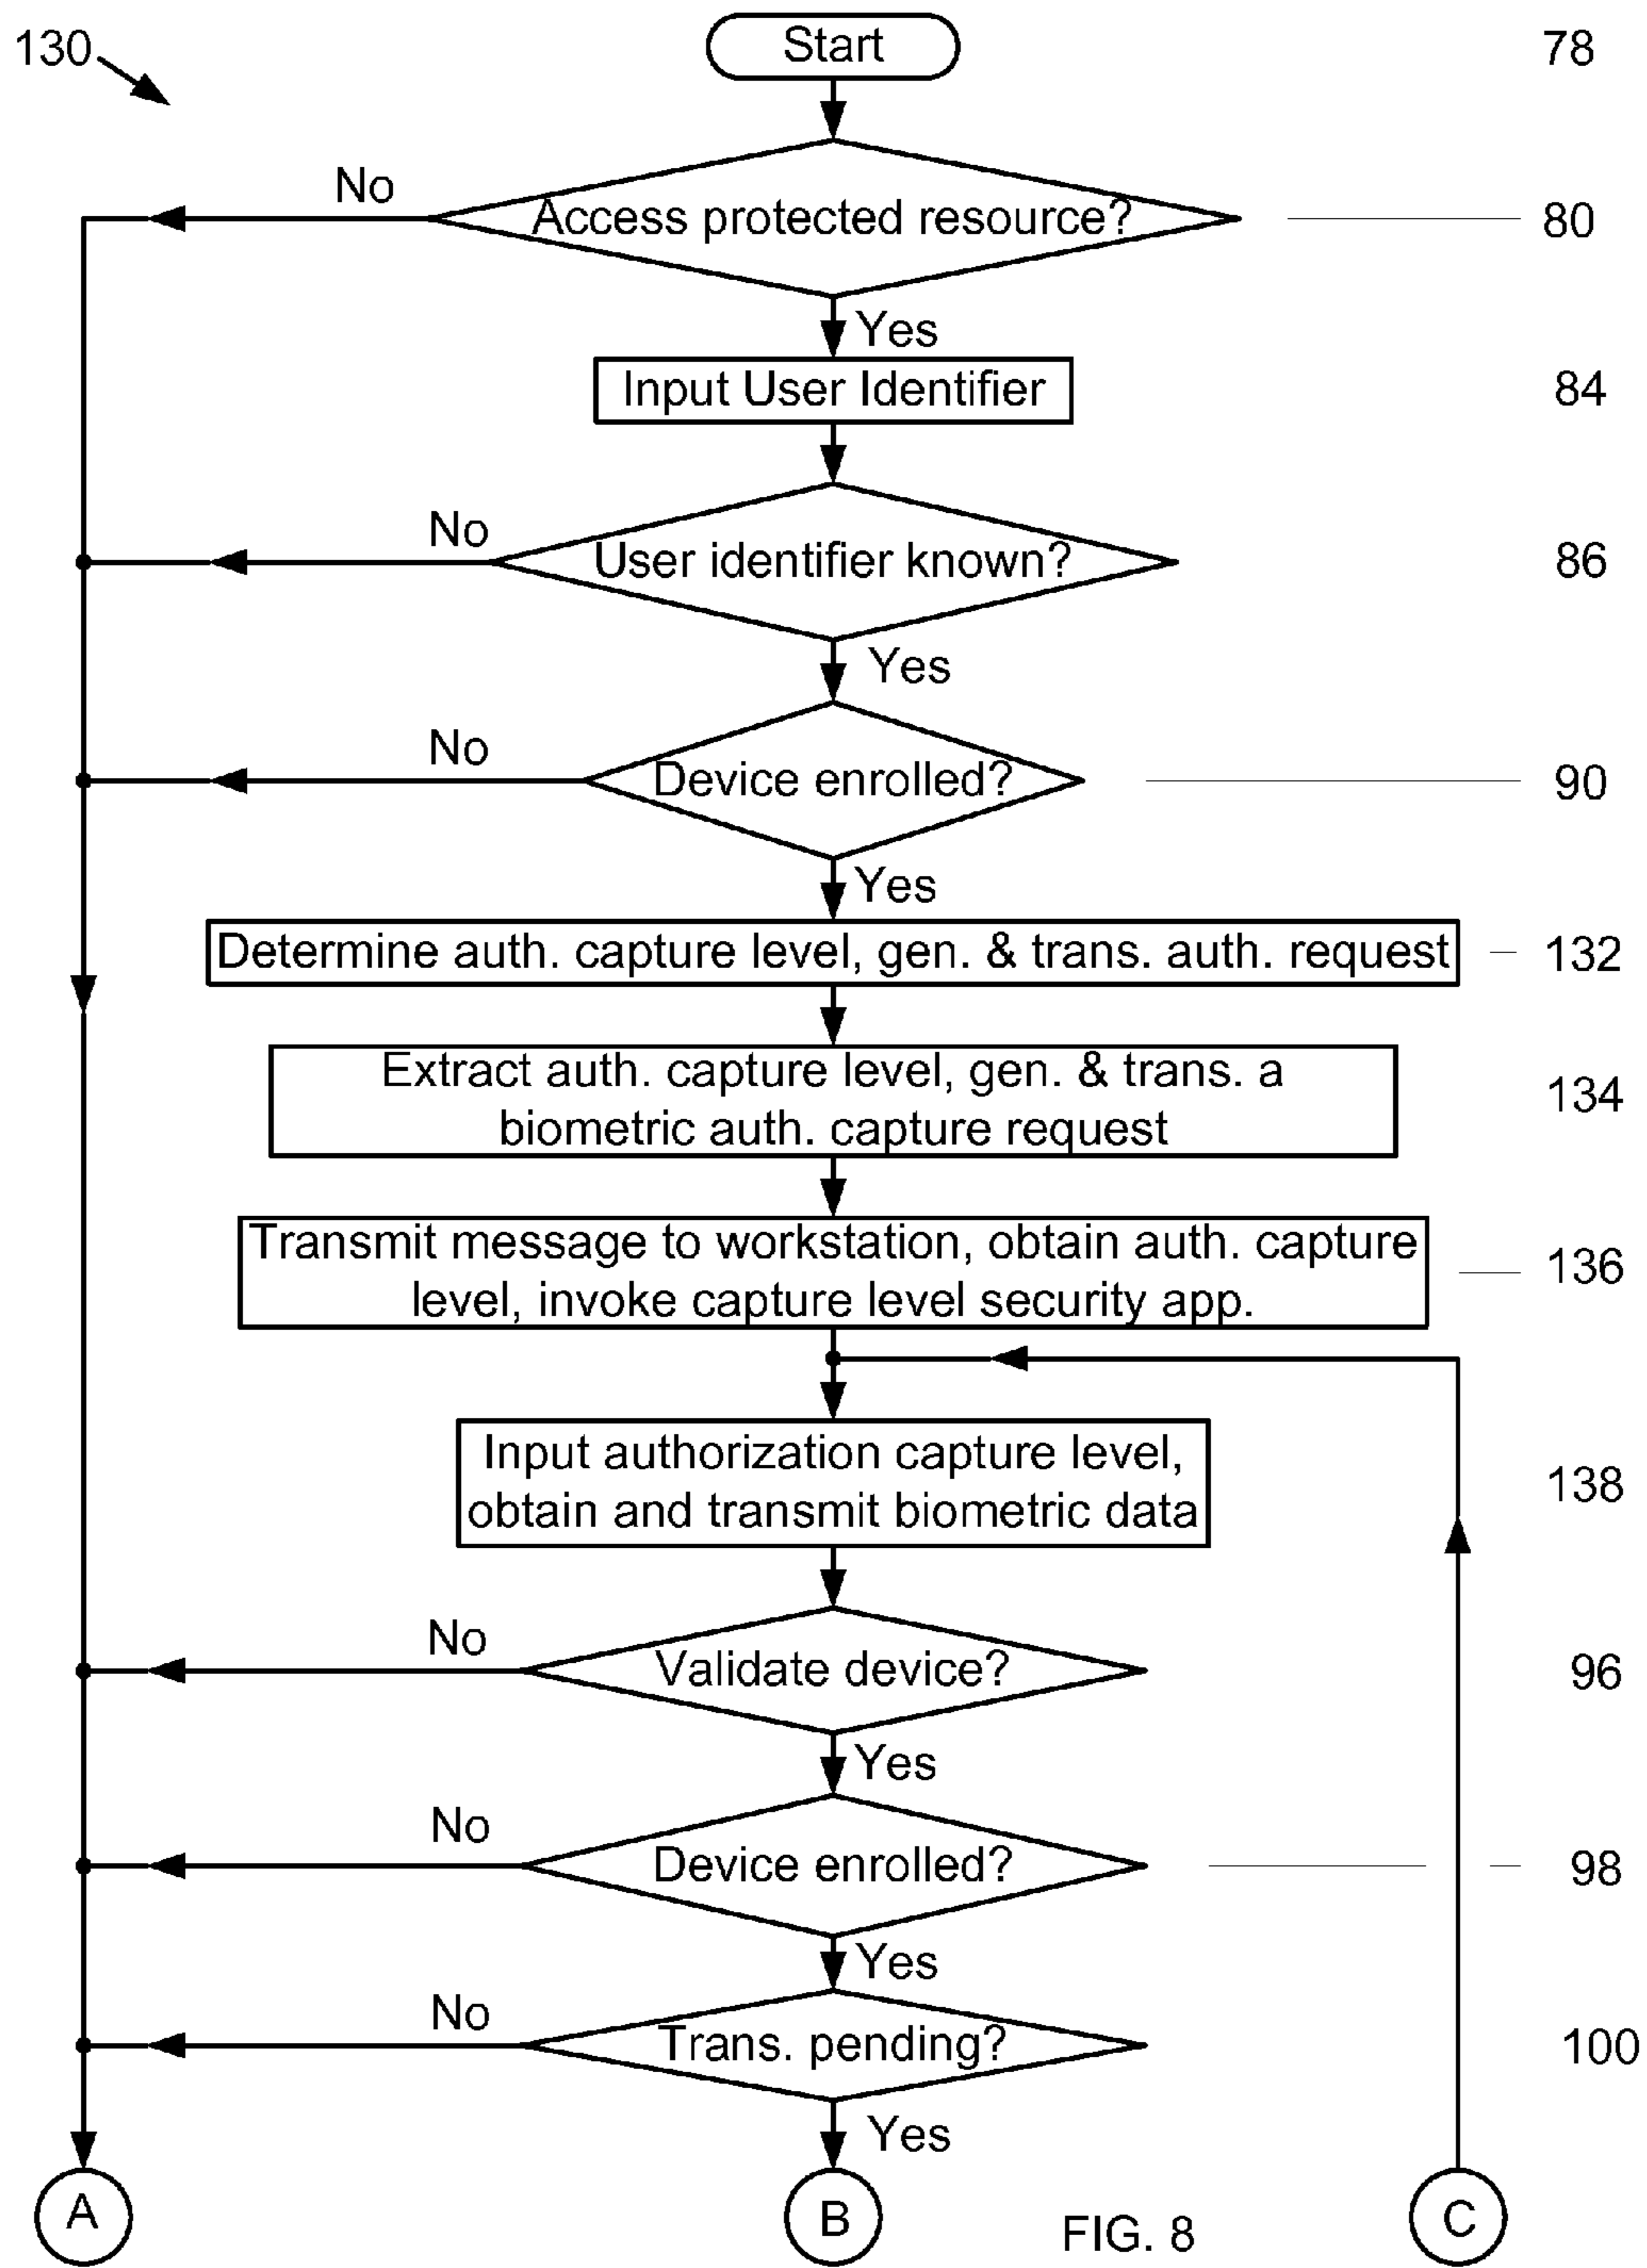 130
Start
78
No
Access protected resource?
80
Yes
Input User Identifier
84
No
User identifier known?
86
Yes
No
Device enrolled?
90
Yes
Determine auth. capture level, gen. & trans. auth. request
132
Extract auth. capture level, gen. & trans. a
biometric auth. capture request
134
Transmit message to workstation, obtain auth. capture
level, invoke capture level security app.
136
Input authorization capture level,
obtain and transmit biometric data
138
No
Validate device?
96
Yes
No
Device enrolled?
98
Yes
No
Trans. pending?
100
Yes
A
B
C
FIG. 8